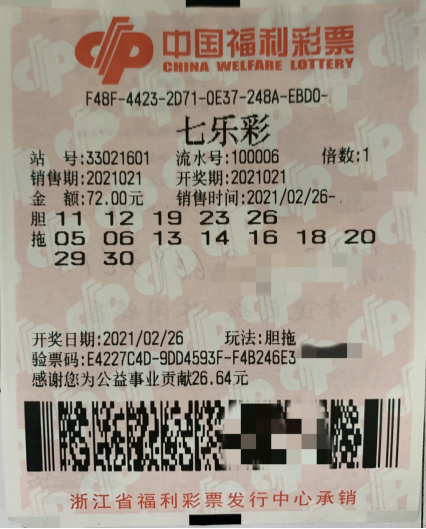 中国福利彩票
CHINA WELFARE LOTTERY
F48F-4423-2D71-0E37-248A-EBD0-
七乐彩
站 号:33021601 流水号:100006 倍数:1
销售期:2021021 开奖期:2021021
金 额:72.00元 销售时间:2021/02/26-
胆 11 12 19 23 26
拖 05 06 13 14 16 18 20
29 30
开奖日期:2021/02/26 玩法:胆拖
验票码:E4227C4D-9DD4593F-F4B246E3
感谢您为公益事业贡献26.64元
浙江省福利彩票发行中心承销